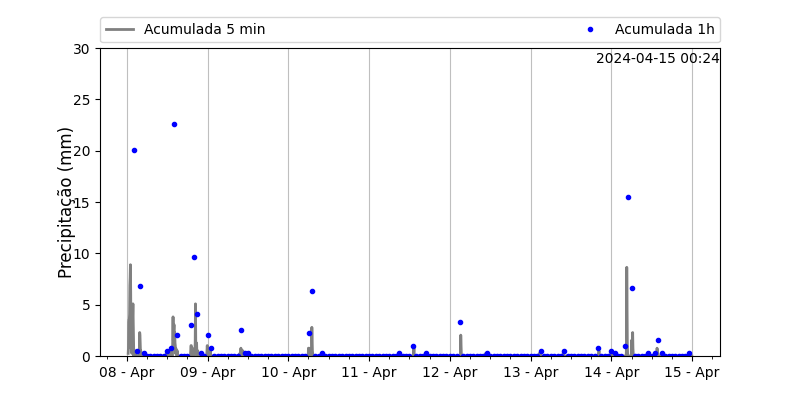 Acumulada 5 min
Acumulada 1h
2024-04-15 00:24
Precipitação (mm)
30
25
20
15
10
5
0
08 - Apr
09 - Apr
10 - Apr
11 - Apr
12 - Apr
13 - Apr
14 - Apr
15 - Apr